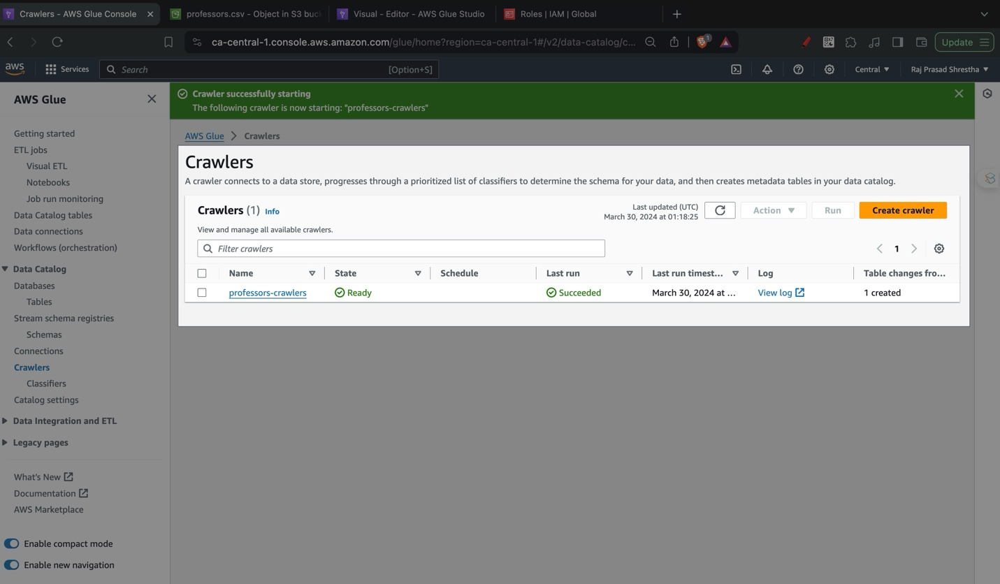 Crawlers - AWS Glue Console
professors.csv - Object in S3 buck
Visual - Editor - AWS Glue Studio
Roles | IAM | Global
ca-central-1.console.aws.amazon.com/glue/home?region=ca-central-1#/v2/data-catalog/c...
1
Update
aws
Services
Search
[Option+S]
Central
Raj Prasad Shrestha
AWS Glue
Getting started
ETL jobs
Visual ETL
Notebooks
Job run monitoring
Data Catalog tables
Data connections
Workflows (orchestration)
Data Catalog
Databases
Tables
Stream schema registries
Schemas
Connections
Crawlers
Classifiers
Catalog settings
Data Integration and ETL
Legacy pages
What's New
Documentation
AWS Marketplace
Enable compact mode
Enable new navigation
Crawler successfully starting
The following crawler is now starting: "professors-crawlers"
AWS Glue
Crawlers
Crawlers
A crawler connects to a data store, progresses through a prioritized list of classifiers to determine the schema for your data, and then creates metadata tables in your data catalog.
Crawlers (1) Info
View and manage all available crawlers.
Last updated (UTC)
March 30, 2024 at 01:18:25
Action
Run
Create crawler
Filter crawlers
1
Name State Schedule Last run Last run timest... Log Table changes fro...
professors-crawlers Ready Succeeded March 30, 2024 at ... View log 1 created